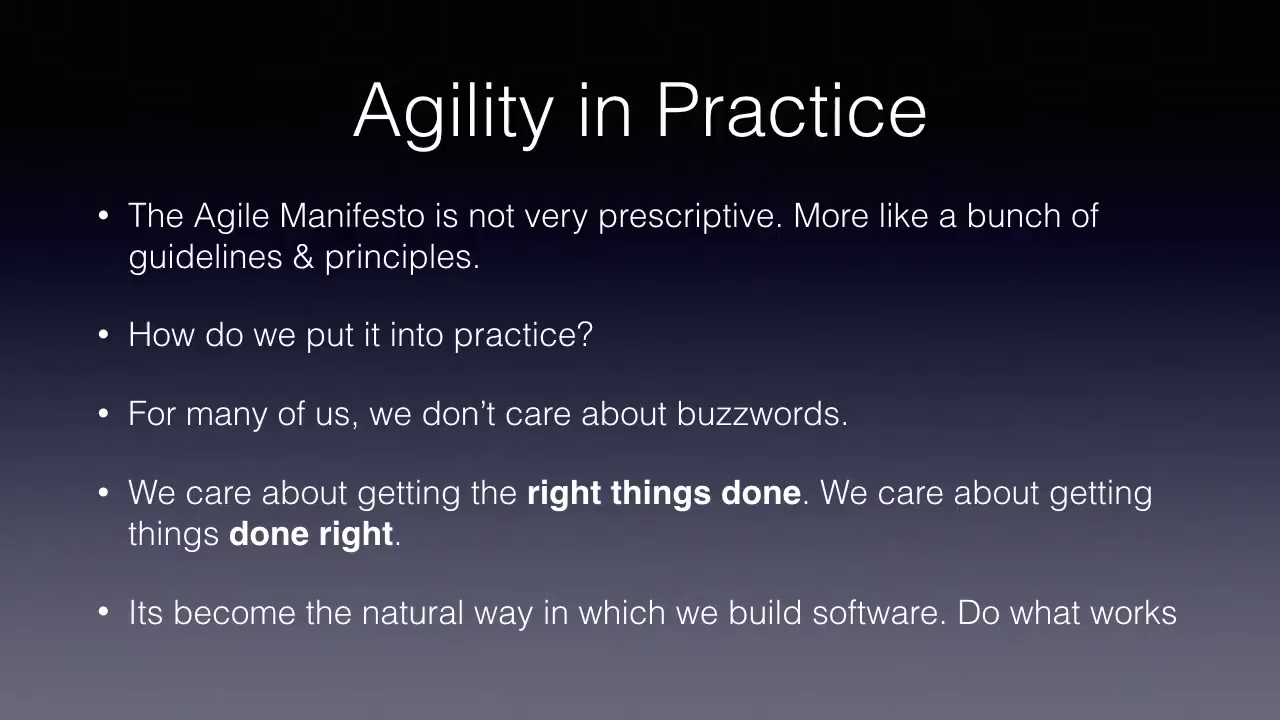 Agility in Practice
• The Agile Manifesto is not very prescriptive. More like a bunch of
guidelines & principles.
• How do we put it into practice?
• For many of us, we don’t care about buzzwords.
• We care about getting the right things done. We care about getting
things done right.
• Its become the natural way in which we build software. Do what works